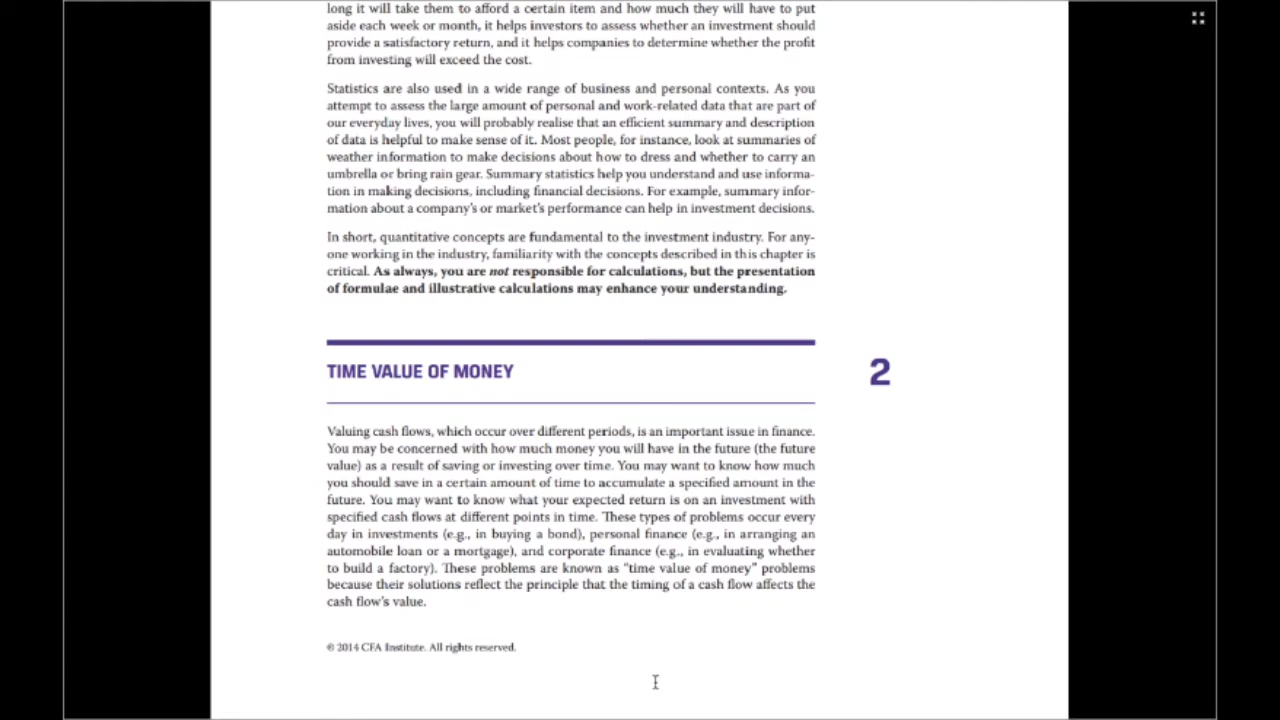 long it will take them to afford a certain item and how much they will have to put
aside each week or month, it helps investors to assess whether an investment should
provide a satisfactory return, and it helps companies to determine whether the profit
from investing will exceed the cost.
Statistics are also used in a wide range of business and personal contexts. As you
attempt to assess the large amount of personal and work-related data that are part of
our everyday lives, you will probably realise that an efficient summary and description
of data is helpful to make sense of it. Most people, for instance, look at summaries of
weather information to make decisions about how to dress and whether to carry an
umbrella or bring rain gear. Summary statistics help you understand and use informa-
tion in making decisions, including financial decisions. For example, summary infor-
mation about a company's or market's performance can help in investment decisions.
In short, quantitative concepts are fundamental to the investment industry. For any-
one working in the industry, familiarity with the concepts described in this chapter is
critical. As always, you are not responsible for calculations, but the presentation
of formulae and illustrative calculations may enhance your understanding.
TIME VALUE OF MONEY
2
Valuing cash flows, which occur over different periods, is an important issue in finance.
You may be concerned with how much money you will have in the future (the future
value) as a result of saving or investing over time. You may want to know how much
you should save in a certain amount of time to accumulate a specified amount in the
future. You may want to know what your expected return is on an investment with
specified cash flows at different points in time. These types of problems occur every
day in investments (e.g., in buying a bond), personal finance (e.g., in arranging an
automobile loan or a mortgage), and corporate finance (e.g., in evaluating whether
to build a factory). These problems are known as “time value of money” problems
because their solutions reflect the principle that the timing of a cash flow affects the
cash flow's value.
© 2014 CFA Institute. All rights reserved.